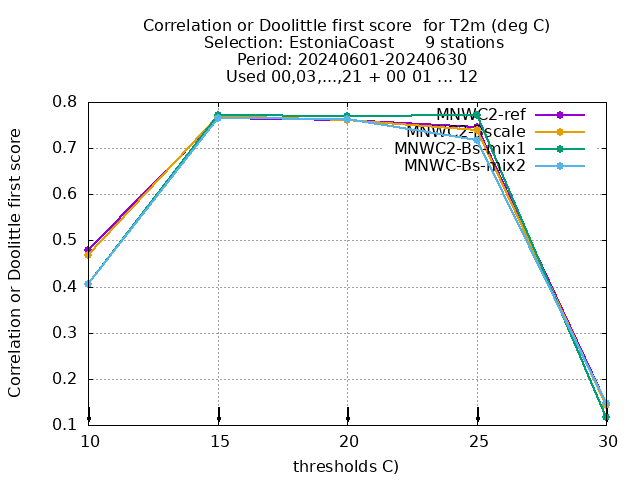 Correlation or Doolittle first score  for T2m (deg C)
Selection: EstoniaCoast      9 stations
Period: 20240601-20240630
Used 00,03,...,21 + 00 01 ... 12
Correlation or Doolittle first score
0.8
0.7
0.6
0.5
0.4
0.3
0.2
0.1
MNWC2-ref
MNWC2-Bs-mix1
MNWC-Bs-mix2
10
15
20
25
30
thresholds C)